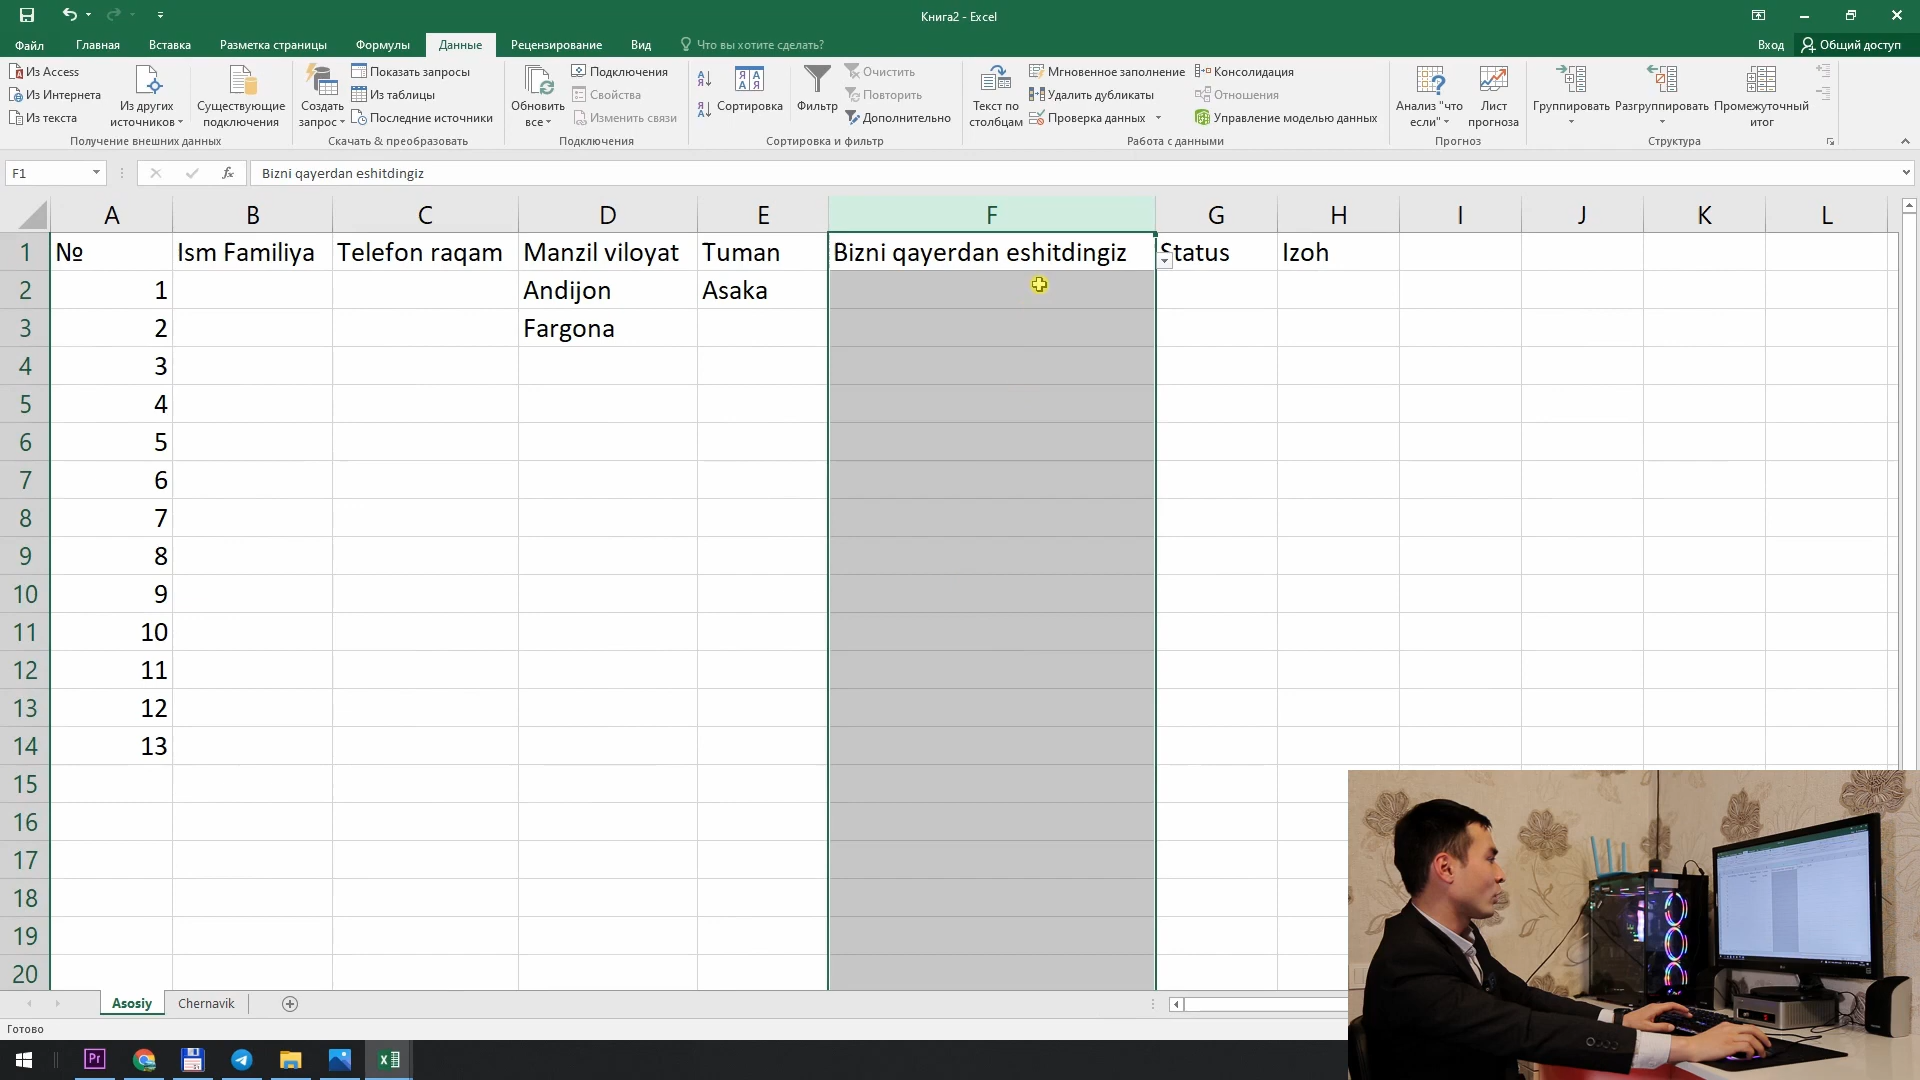 Книга2 - Excel
Файл Главная Вставка Разметка страницы Формулы Данные Рецензирование Вид Что вы хотите сделать? Вход Общий доступ
Из Access
Из Интернета
Из текста
Из других источников
Существующие подключения
Получение внешних данных
Создать запрос
Показать запросы
Из таблицы
Последние источники
Скачать & преобразовать
Обновить все
Подключения
Свойства
Изменить связи
Подключения
Сортировка
Фильтр
Очистить
Повторить
Дополнительно
Сортировка и фильтр
Текст по столбцам
Мгновенное заполнение
Удалить дубликаты
Проверка данных
Консолидация
Отношения
Управление моделью данных
Работа с данными
Анализ "что если"
Лист прогноза
Прогноз
Группировать
Разгруппировать
Промежуточный итог
Структура
F1 fx Bizni qayerdan eshitdingiz
A B C D E F G H I J K L
1 № Ism Familiya Telefon raqam Manzil viloyat Tuman Bizni qayerdan eshitdingiz Status Izoh
2 1 Andijon Asaka
3 2 Fargona
4 3
5 4
6 5
7 6
8 7
9 8
10 9
11 10
12 11
13 12
14 13
15
16
17
18
19
20
Asosiy Chernavik
Готово
Pr